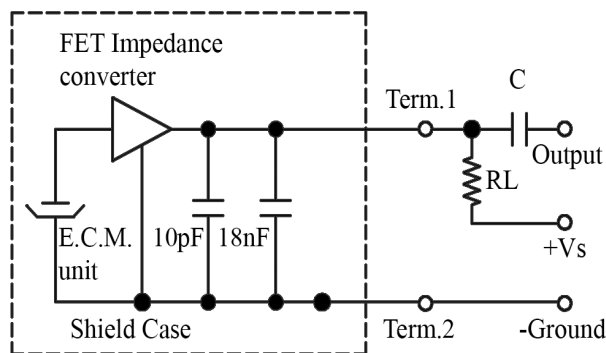 FET Impedance
converter
Term.1
C
Output
RL
+Vs
E.C.M.
unit
10pF
18nF
Shield Case
Term.2
-Ground